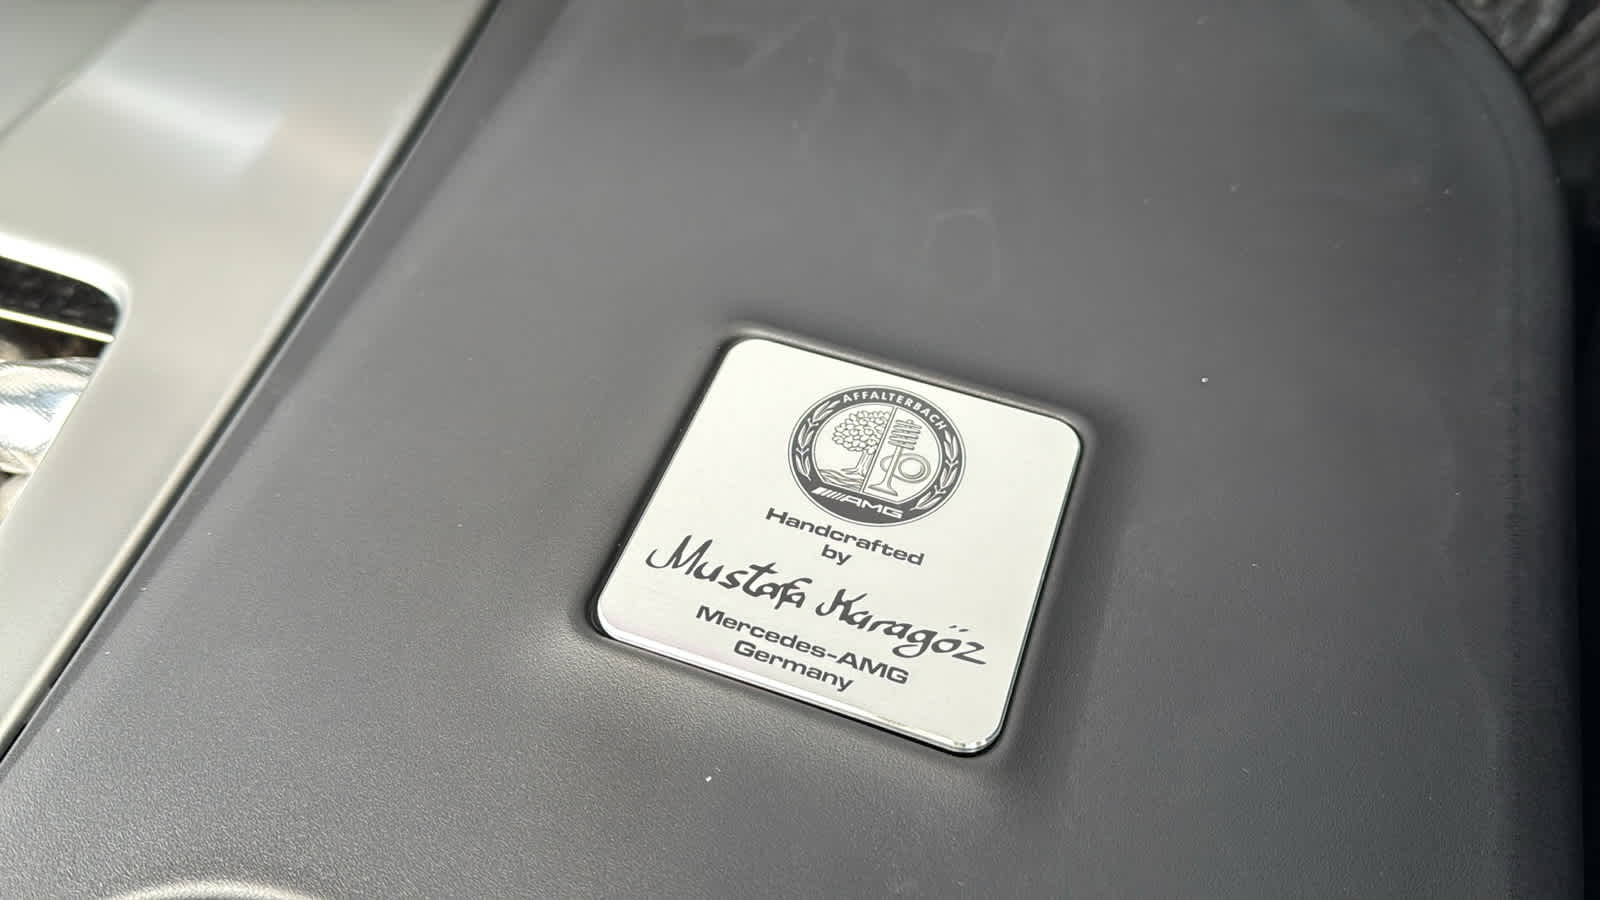 AFFALTERBACH
AMG
Handcrafted
by
Mustafa Karagöz
Mercedes-AMG
Germany